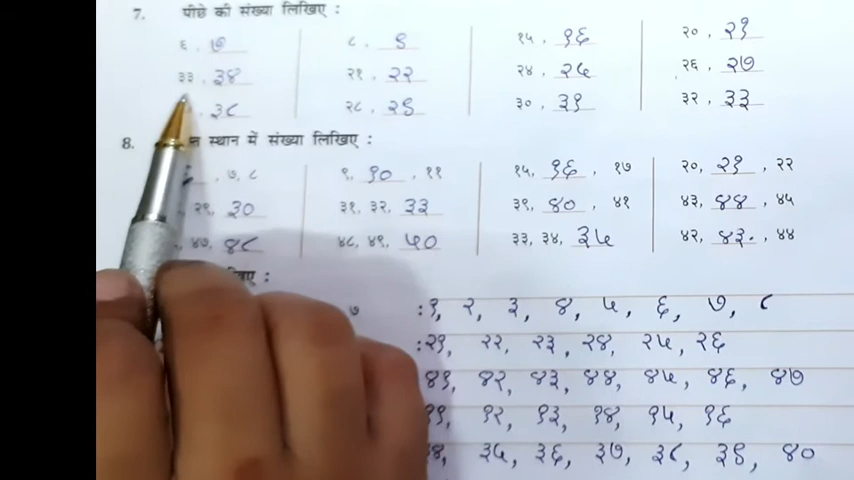 7. पीछे की संख्या लिखिए :
६ , ७ ८ , ९ १५ , १६ २० , २१
३३ , ३४ २१ , २२ २४ , २५ २६ , २७
, ३८ २८ , २९ ३० , ३१ ३२ , ३३
8. स्थान में संख्या लिखिए :
, ७, ८ ९, १० , ११ १५, १६ , १७ २०, २१ , २२
, २९, ३० ३१, ३२, ३३ ३९, ४० , ४१ ४३, ४४ , ४५
, ४७, ४८ ४८, ४९, ५० ३३, ३४, ३५ ४२, ४३ , ४४
लिखिए :
७ : १, २, ३, ४, ५, ६, ७, ८
: २१, २२, २३, २४, २५, २६
४१, ४२, ४३, ४४, ४५, ४६, ४७
११, १२, १३, १४, १५, १६
३४, ३५, ३६, ३७, ३८, ३९, ४०